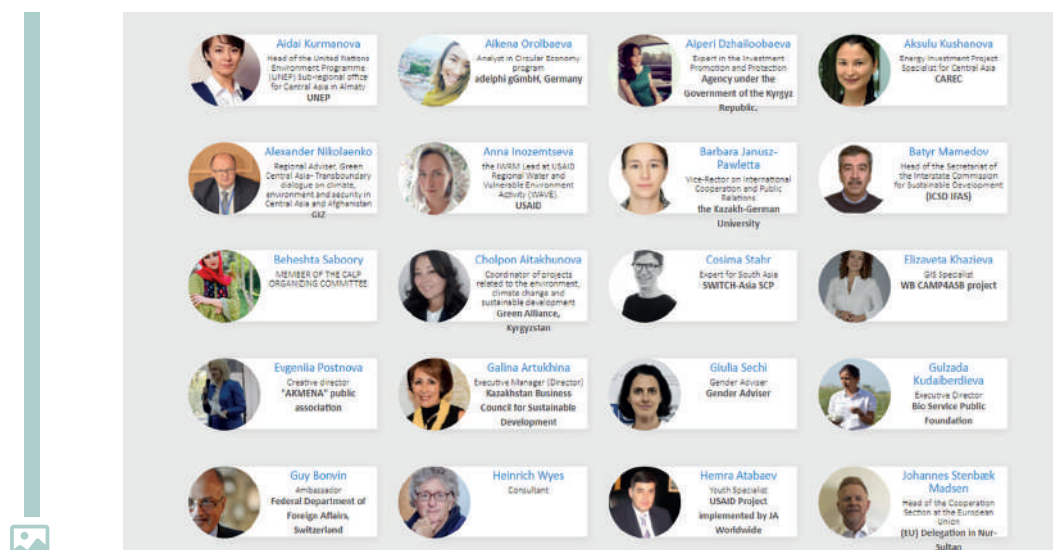 Aidai Kurmanova
Head of the United Nations
Environment Programme
(UNEP) Sub-regional office
for Central Asia in Almaty
UNEP
Aikena Orolbaeva
Analyst in Circular Economy
program
adelphi gGmbH, Germany
Aiperi Dzhailoobaeva
Expert in the Investment
Promotion and Protection
Agency under the
Government of the Kyrgyz
Republic.
Aksulu Kushanova
Energy Investment Project
Specialist for Central Asia
CAREC
Alexander Nikolaenko
Regional Adviser, Green
Central Asia- Transboundary
dialogue on climate,
environment and security in
Central Asia and Afghanistan
GIZ
Anna Inozemtseva
the IWRM Lead at USAID
Regional Water and
Vulnerable Environment
Activity (WAVE)
USAID
Barbara Janusz-
Pawletta
Vice-Rector on International
Cooperation and Public
Relations
the Kazakh-German
University
Batyr Mamedov
Head of the Secretariat of
the Interstate Commission
for Sustainable Development
(ICSD IFAS)
Beheshta Saboory
MEMBER OF THE CALP
ORGANIZING COMMITTEE
Cholpon Aitakhunova
Coordinator of projects
related to the environment,
climate change and
sustainable development
Green Alliance,
Kyrgyzstan
Cosima Stahr
Expert for South Asia
SWITCH-Asia SCP
Elizaveta Khazieva
GIS Specialist
WB CAMP4ASB project
Evgeniia Postnova
Creative director
"AKMENA" public
association
Galina Artukhina
Executive Manager (Director)
Kazakhstan Business
Council for Sustainable
Development
Giulia Sechi
Gender Adviser
Gender Adviser
Gulzada
Kudaiberdieva
Executive Director
Bio Service Public
Foundation
Guy Bonvin
Ambassador
Federal Department of
Foreign Affairs,
Switzerland
Heinrich Wyes
Consultant
Hemra Atabaev
Youth Specialist
USAID Project
implemented by JA
Worldwide
Johannes Stenbæk
Madsen
Head of the Cooperation
Section at the European
Union
(EU) Delegation in Nur-
Sultan